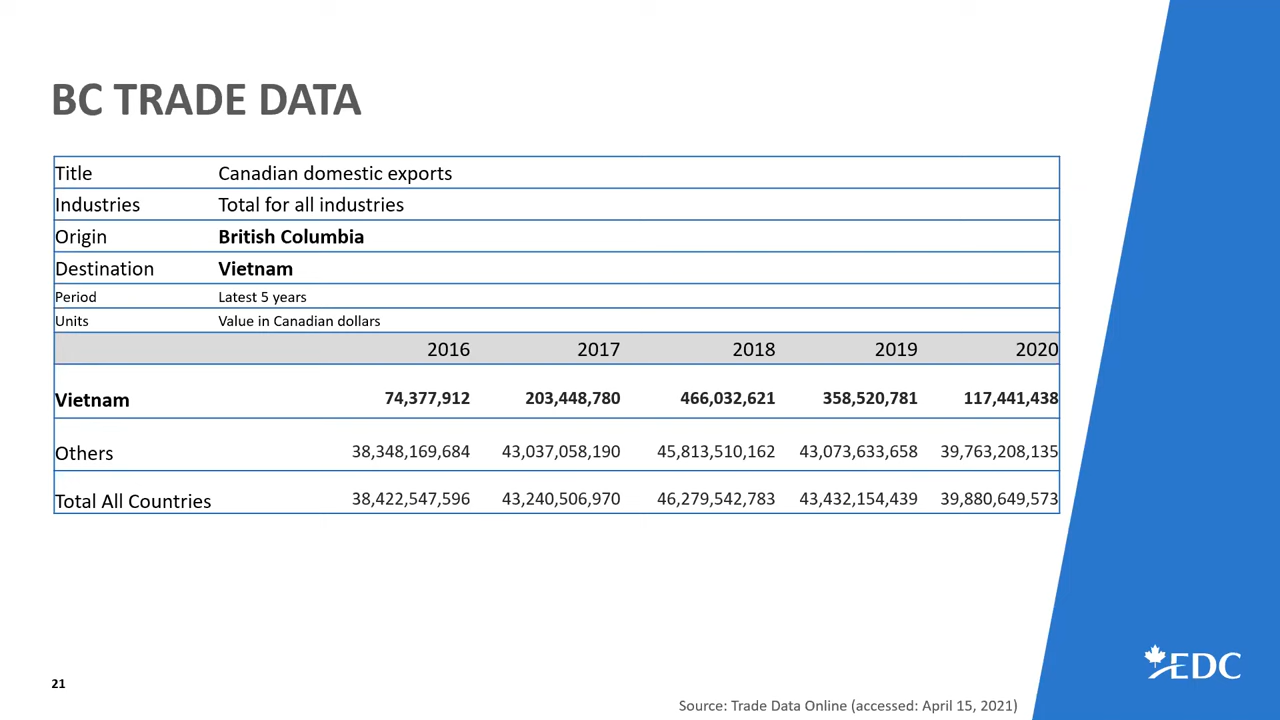 BC TRADE DATA
Title Canadian domestic exports
Industries Total for all industries
Origin British Columbia
Destination Vietnam
Period Latest 5 years
Units Value in Canadian dollars
2016 2017 2018 2019 2020
Vietnam 74,377,912 203,448,780 466,032,621 358,520,781 117,441,438
Others 38,348,169,684 43,037,058,190 45,813,510,162 43,073,633,658 39,763,208,135
Total All Countries 38,422,547,596 43,240,506,970 46,279,542,783 43,432,154,439 39,880,649,573
EDC
21
Source: Trade Data Online (accessed: April 15, 2021)